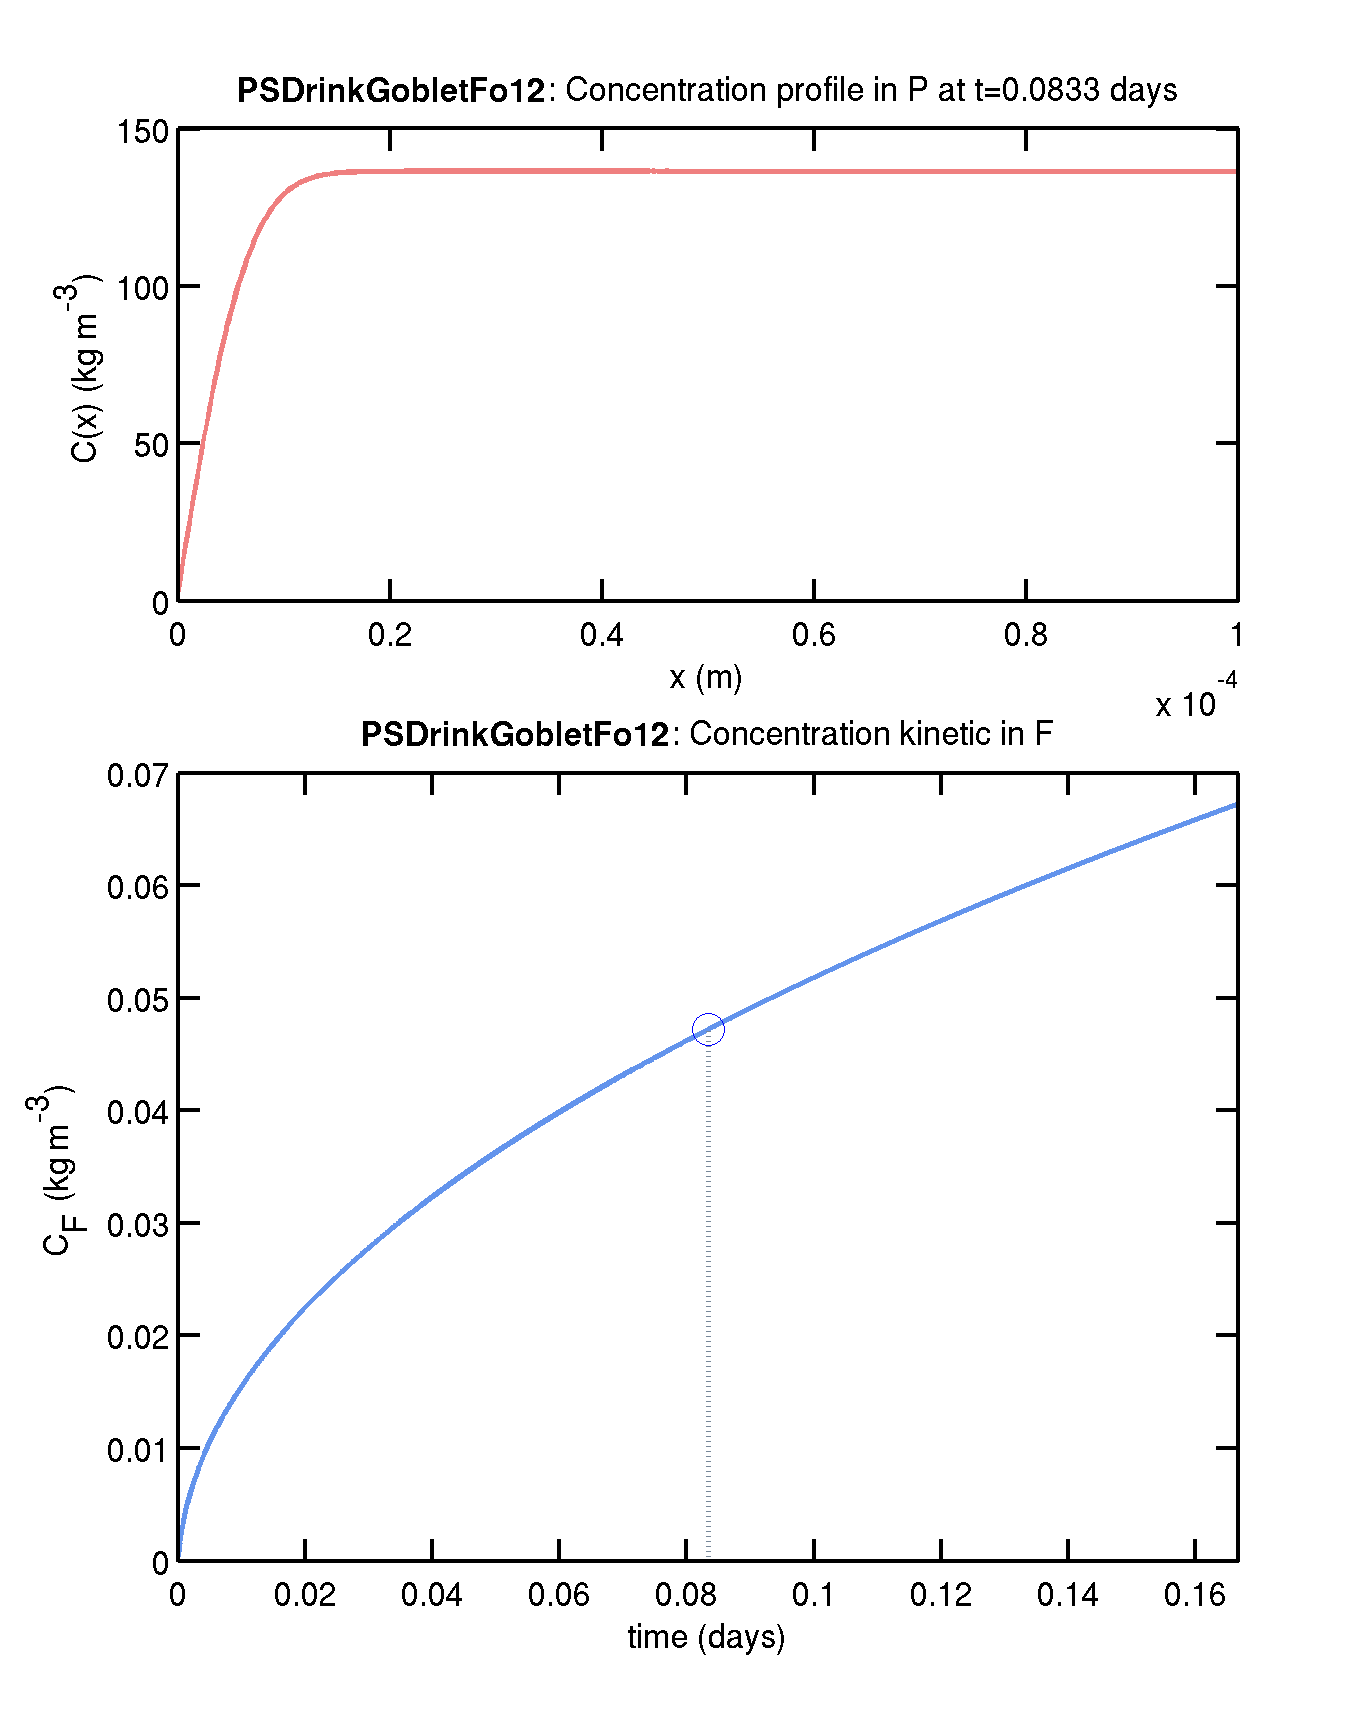 PSDrinkGobletFo12: Concentration profile in P at t=0.0833 days
150
100
50
0
C(x) (kg m-3)
0 0.2 0.4 0.6 0.8 1
x (m)
x 10-4
PSDrinkGobletFo12: Concentration kinetic in F
0.07
0.06
0.05
0.04
0.03
0.02
0.01
0
CF (kg m-3)
0 0.02 0.04 0.06 0.08 0.1 0.12 0.14 0.16
time (days)